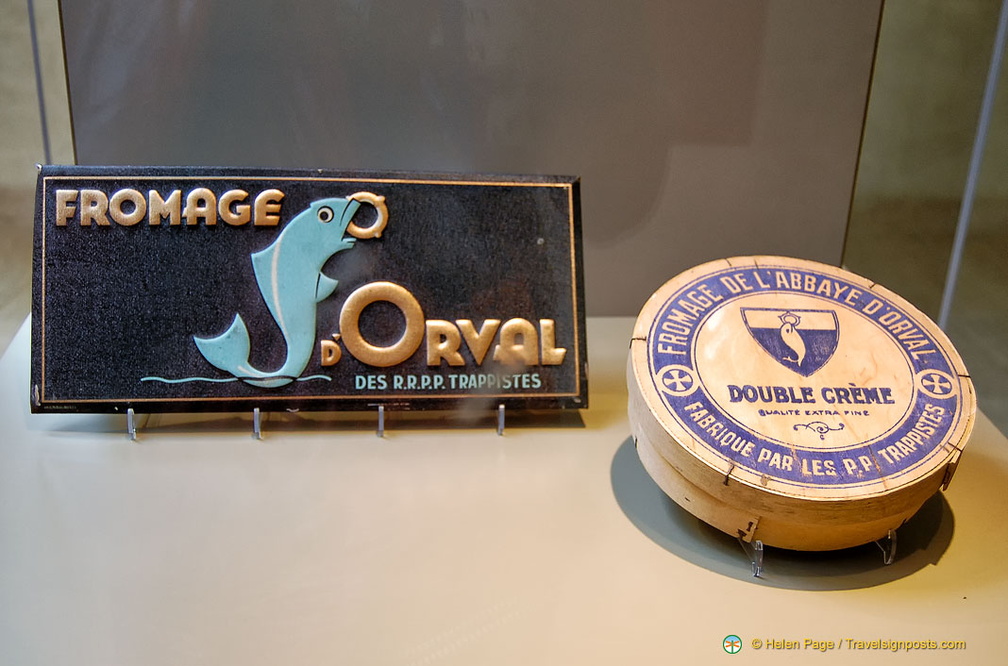 FROMAGE
D'ORVAL
DES R.R.P.P. TRAPPISTES
FROMAGE DE L'ABBAYE D'ORVAL
DOUBLE CRÈME
QUALITÉ EXTRA FINE
FABRIQUE PAR LES P.P. TRAPPISTES
© Helen Page / Travelsignposts.com